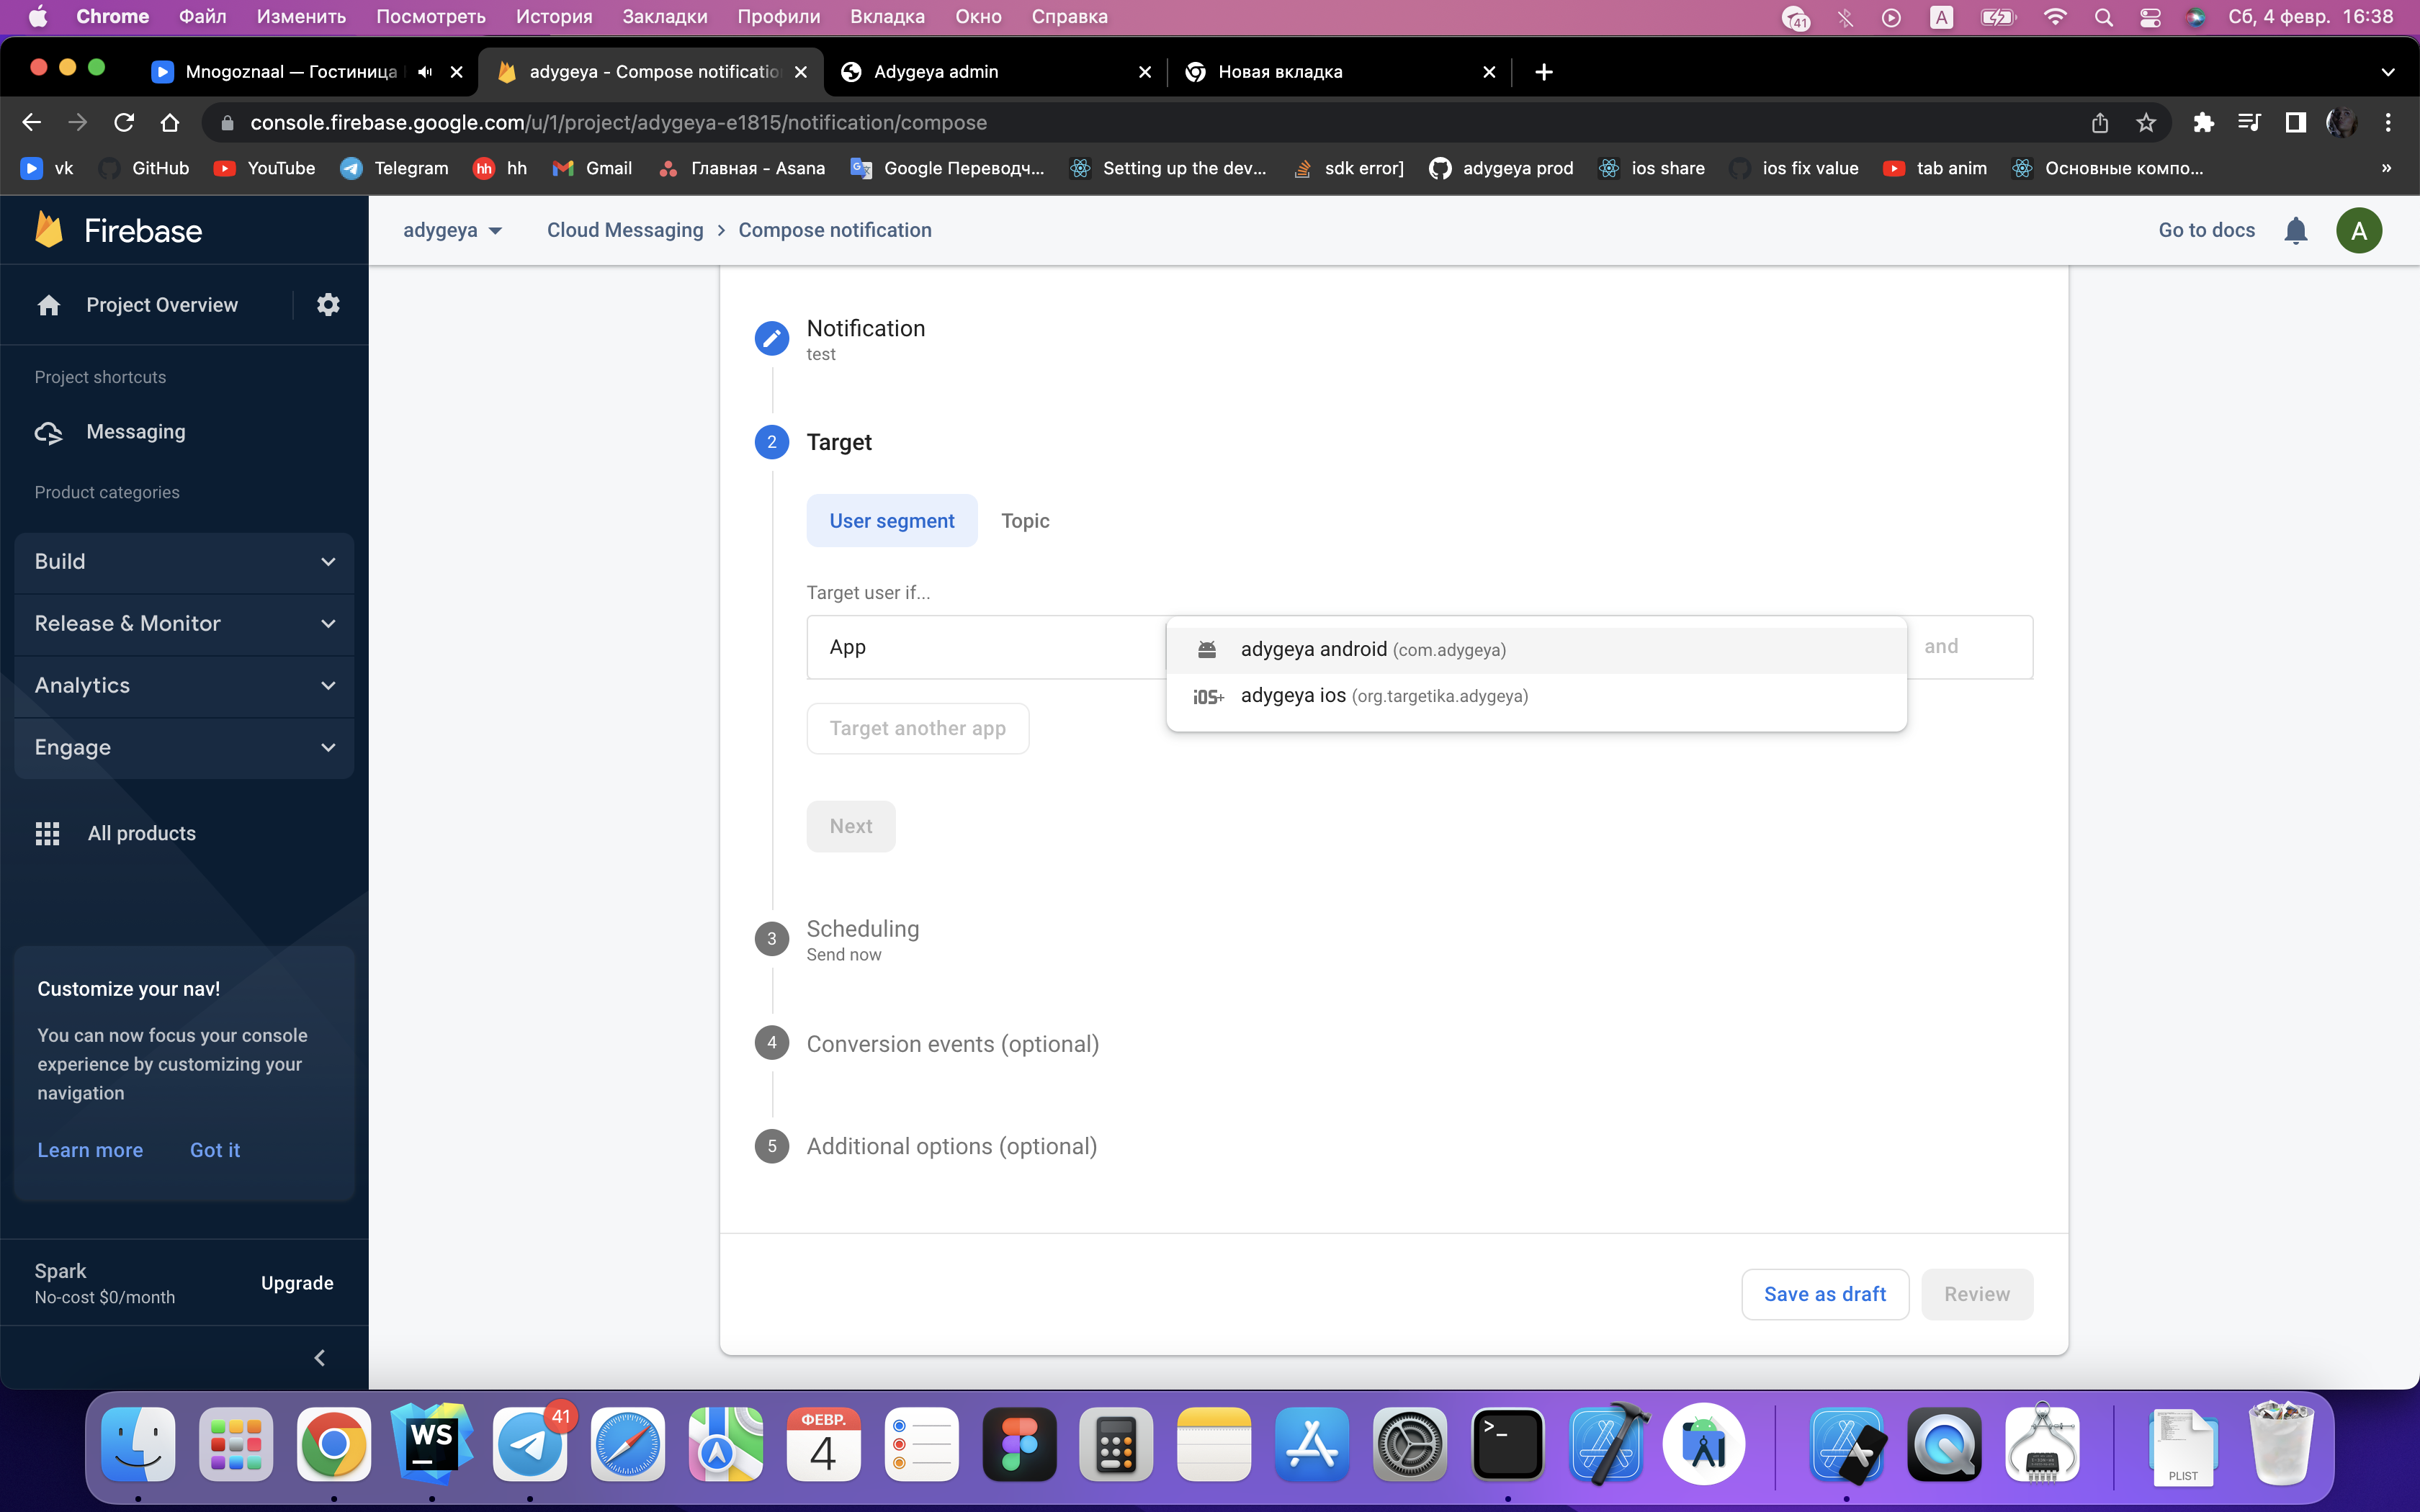 Chrome Файл Изменить Посмотреть История Закладки Профили Вкладка Окно Справка 41 A Сб, 4 февр. 16:38
Mnogoznaal — Гостиница adygeya - Compose notificatio Adygeya admin Новая вкладка
console.firebase.google.com/u/1/project/adygeya-e1815/notification/compose
vk GitHub YouTube Telegram hh hh Gmail Главная - Asana Google Переводч... Setting up the dev... sdk error] adygeya prod ios share ios fix value tab anim Основные компо... »
Firebase
adygeya Cloud Messaging > Compose notification Go to docs A
Project Overview
Project shortcuts
Messaging
Product categories
Build
Release & Monitor
Analytics
Engage
All products
Customize your nav!
You can now focus your console
experience by customizing your
navigation
Learn more Got it
Spark
No-cost $0/month
Upgrade
Notification
test
2 Target
User segment Topic
Target user if...
App and
adygeya android (com.adygeya)
iOS+ adygeya ios (org.targetika.adygeya)
Target another app
Next
3 Scheduling
Send now
4 Conversion events (optional)
5 Additional options (optional)
Save as draft Review
WS
41
ФЕВР.
4
PLIST